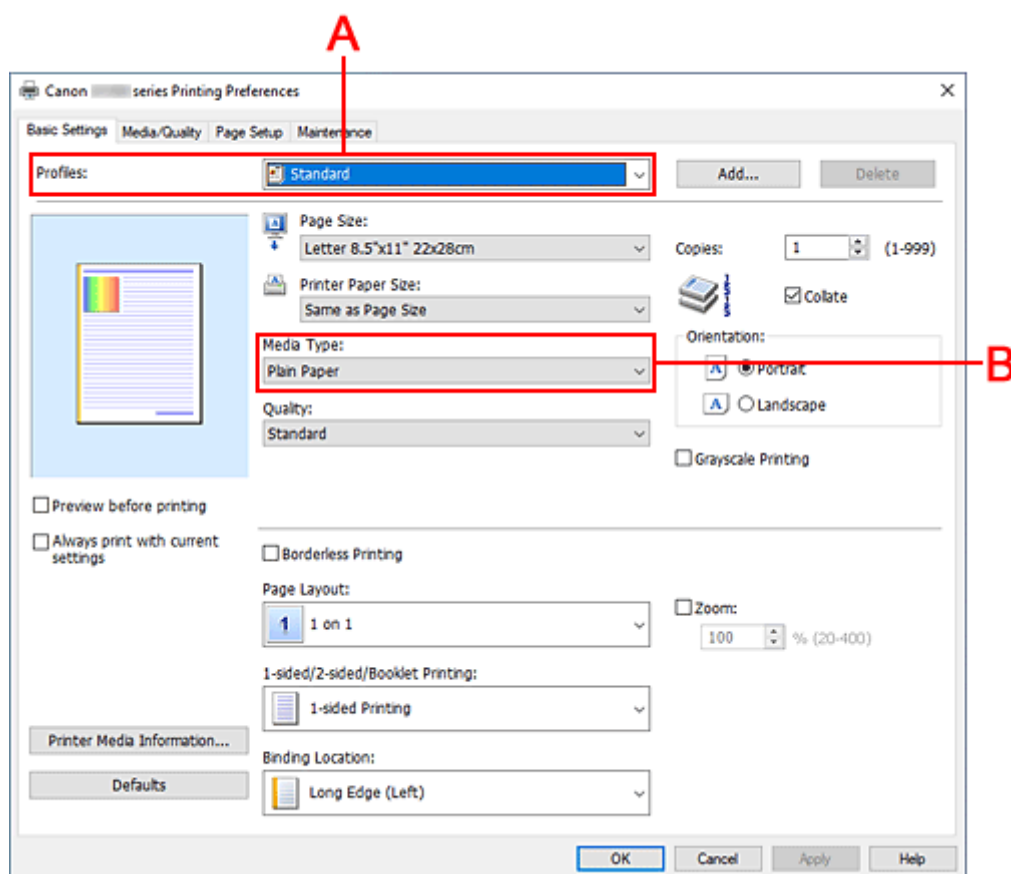 A
Canon series Printing Preferences
Basic Settings Media/Quality Page Setup Maintenance
Profiles: Standard Add... Delete
Page Size:
Letter 8.5"x11" 22x28cm
Copies: 1 (1-999)
Printer Paper Size:
Same as Page Size
Collate
Media Type:
Plain Paper
B
Orientation:
A Portrait
A Landscape
Quality:
Standard
Grayscale Printing
Preview before printing
Always print with current
settings
Borderless Printing
Page Layout:
1 1 on 1
Zoom:
100 % (20-400)
1-sided/2-sided/Booklet Printing:
1-sided Printing
Printer Media Information...
Binding Location:
Defaults
Long Edge (Left)
OK Cancel Apply Help